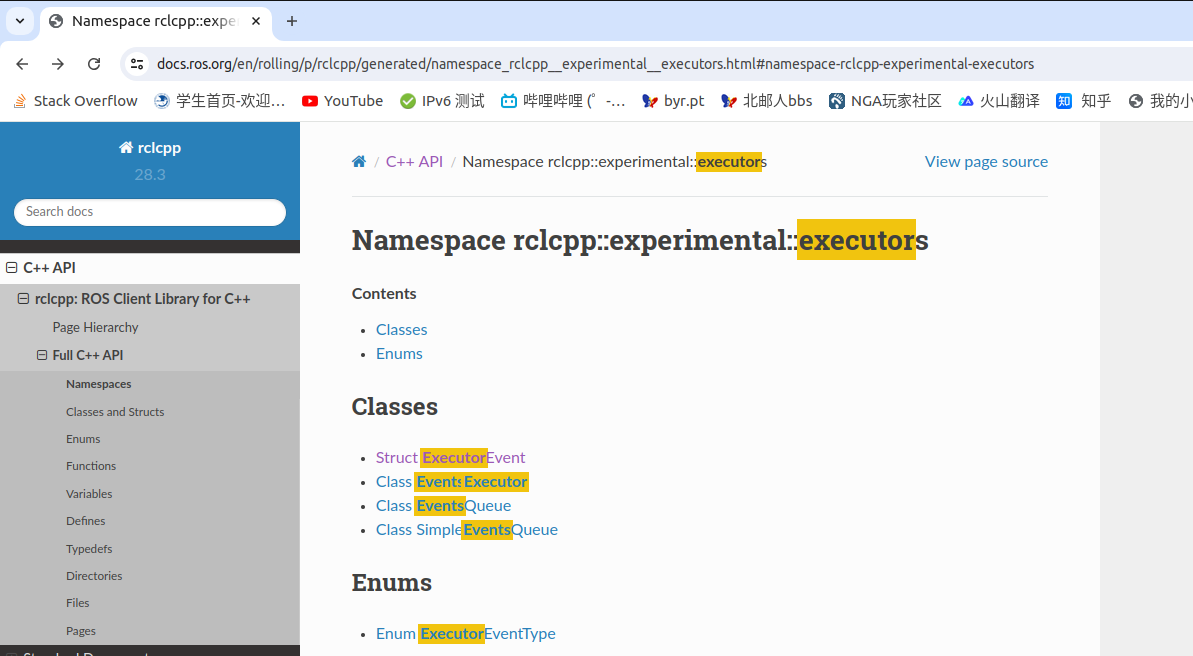 Namespace rclcpp::expe
docs.ros.org/en/rolling/p/rclcpp/generated/namespace_rclcpp__experimental__executors.html#namespace-rclcpp-experimental-executors
Stack Overflow 学生首页-欢迎... YouTube IPv6 测试 哔哩哔哩 (゜-... byr.pt 北邮人bbs NGA玩家社区 火山翻译 知乎 我的小
rclcpp
28.3
Search docs
C++ API
rclcpp: ROS Client Library for C++
Page Hierarchy
Full C++ API
Namespaces
Classes and Structs
Enums
Functions
Variables
Defines
Typedefs
Directories
Files
Pages
/ C++ API / Namespace rclcpp::experimental::executors
View page source
Namespace rclcpp::experimental::executors
Contents
Classes
Enums
Classes
Struct ExecutorEvent
Class EventsExecutor
Class EventsQueue
Class SimpleEventsQueue
Enums
Enum ExecutorEventType